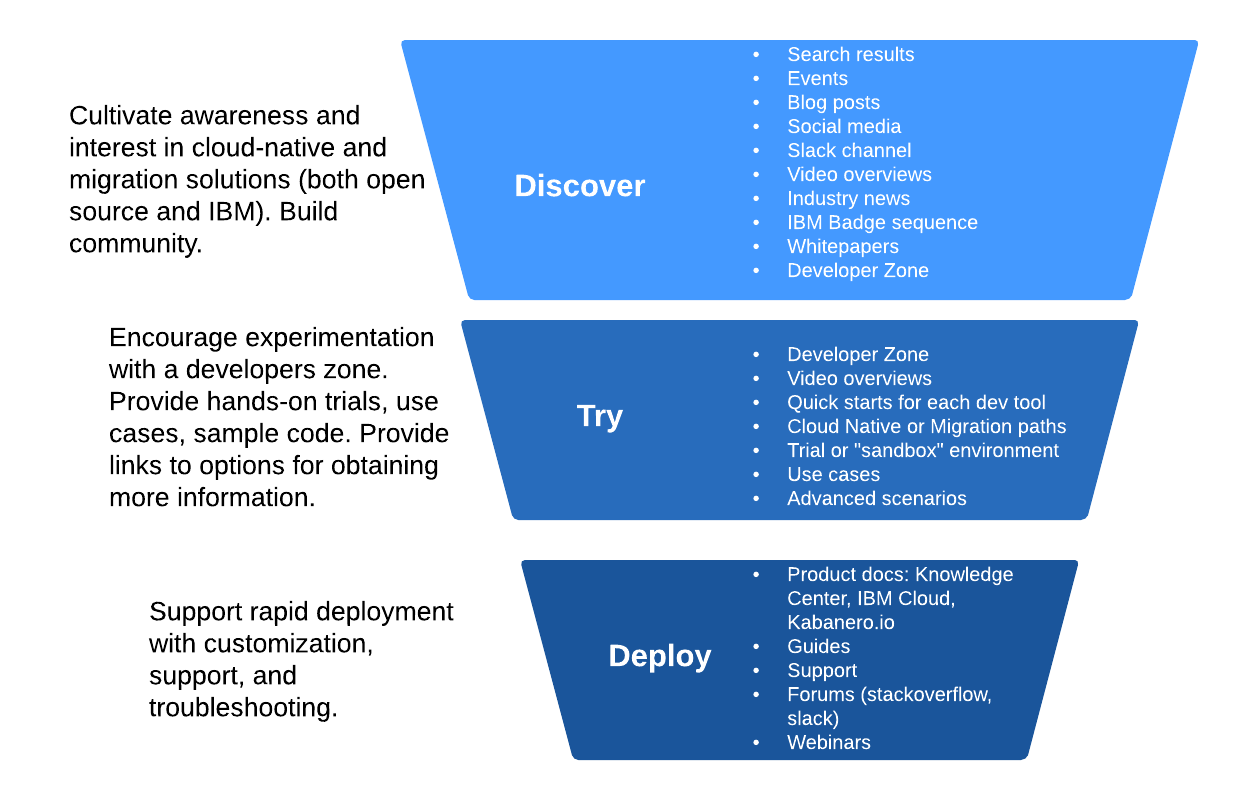 Cultivate awareness and
interest in cloud-native and
migration solutions (both open
source and IBM). Build
community.
Discover
• Search results
• Events
• Blog posts
• Social media
• Slack channel
• Video overviews
• Industry news
• IBM Badge sequence
• Whitepapers
• Developer Zone
Encourage experimentation
with a developers zone.
Provide hands-on trials, use
cases, sample code. Provide
links to options for obtaining
more information.
Try
• Developer Zone
• Video overviews
• Quick starts for each dev tool
• Cloud Native or Migration paths
• Trial or "sandbox" environment
• Use cases
• Advanced scenarios
Support rapid deployment
with customization,
support, and
troubleshooting.
Deploy
• Product docs: Knowledge
Center, IBM Cloud,
Kabanero.io
• Guides
• Support
• Forums (stackoverflow,
slack)
• Webinars